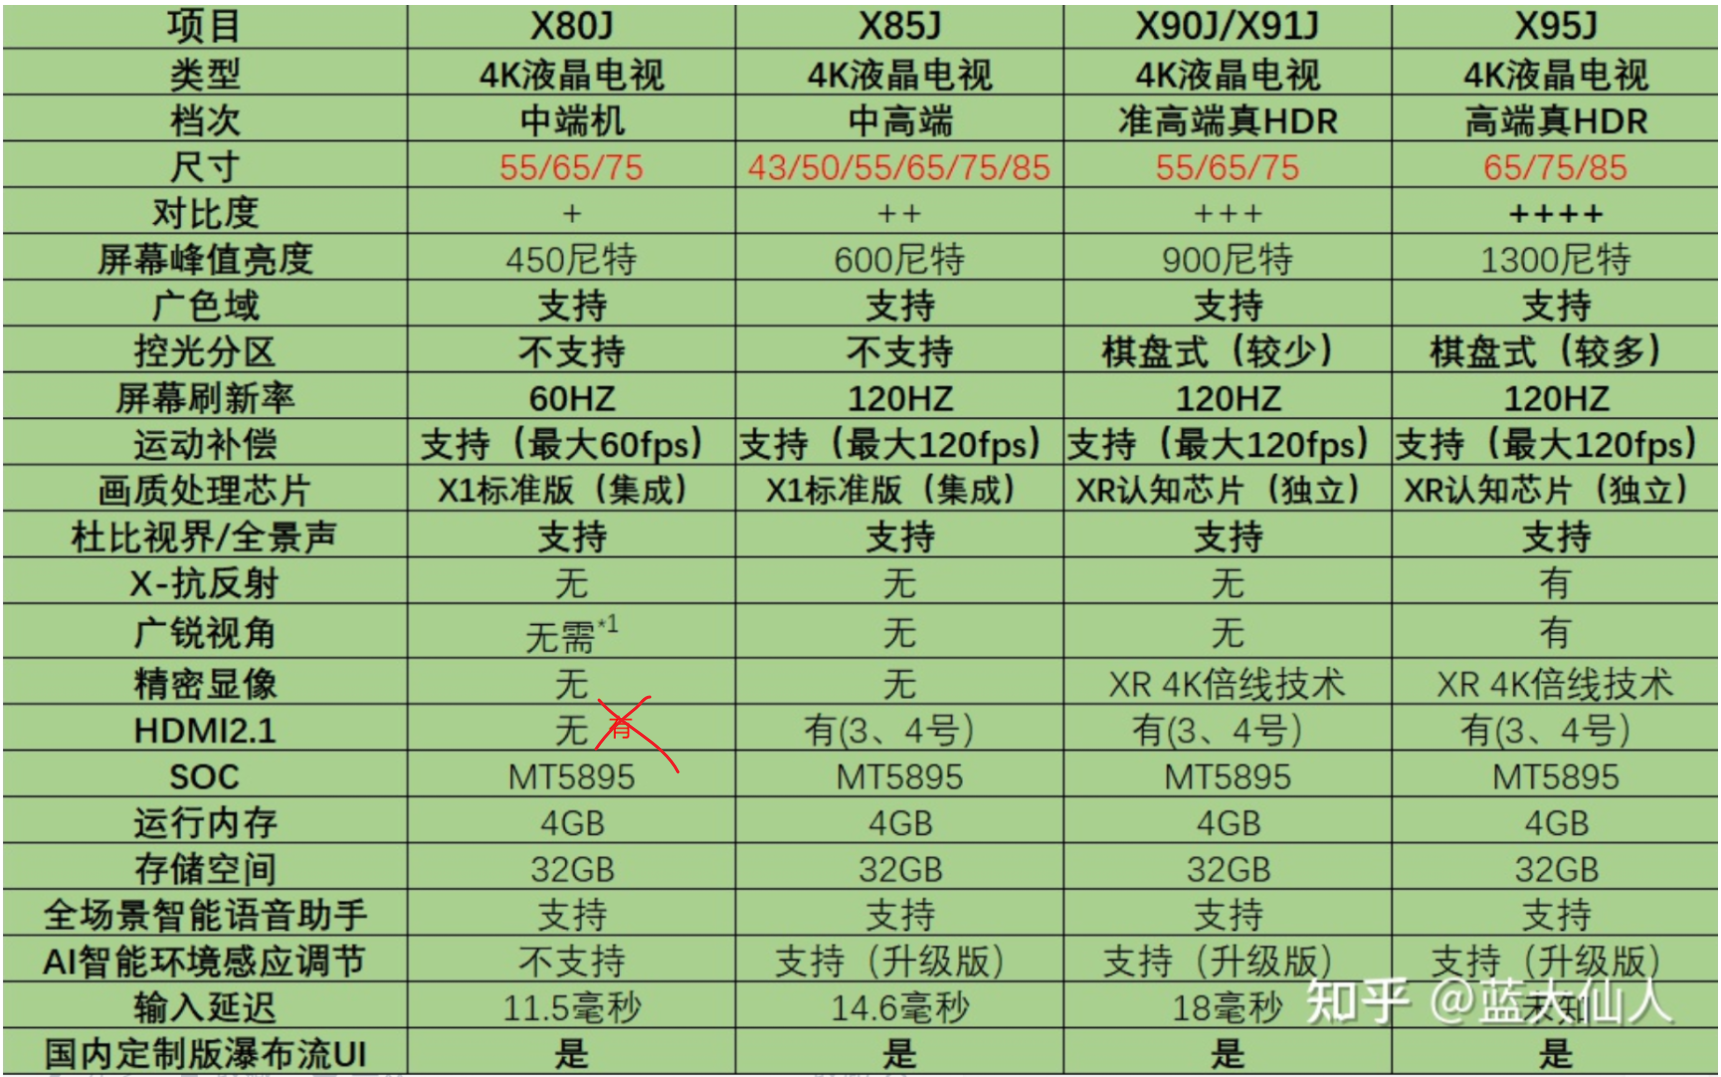 项目 X80J X85J X90J/X91J X95J
类型 4K液晶电视 4K液晶电视 4K液晶电视 4K液晶电视
档次 中端机 中高端 准高端真HDR 高端真HDR
尺寸 55/65/75 43/50/55/65/75/85 55/65/75 65/75/85
对比度 + ++ +++ ++++
屏幕峰值亮度 450尼特 600尼特 900尼特 1300尼特
广色域 支持 支持 支持 支持
控光分区 不支持 不支持 棋盘式（较少） 棋盘式（较多）
屏幕刷新率 60HZ 120HZ 120HZ 120HZ
运动补偿 支持（最大60fps） 支持（最大120fps） 支持（最大120fps） 支持（最大120fps）
画质处理芯片 X1标准版（集成） X1标准版（集成） XR认知芯片（独立） XR认知芯片（独立）
杜比视界/全景声 支持 支持 支持 支持
X-抗反射 无 无 无 有
广锐视角 无需*1 无 无 有
精密显像 无 无 XR 4K倍线技术 XR 4K倍线技术
HDMI2.1 无 有 有(3、4号） 有(3、4号） 有(3、4号）
SOC MT5895 MT5895 MT5895 MT5895
运行内存 4GB 4GB 4GB 4GB
存储空间 32GB 32GB 32GB 32GB
全场景智能语音助手 支持 支持 支持 支持
AI智能环境感应调节 不支持 支持（升级版） 支持（升级版） 支持（升级版）
输入延迟 11.5毫秒 14.6毫秒 18毫秒 未知
知乎 @蓝大仙人
国内定制版瀑布流UI 是 是 是 是